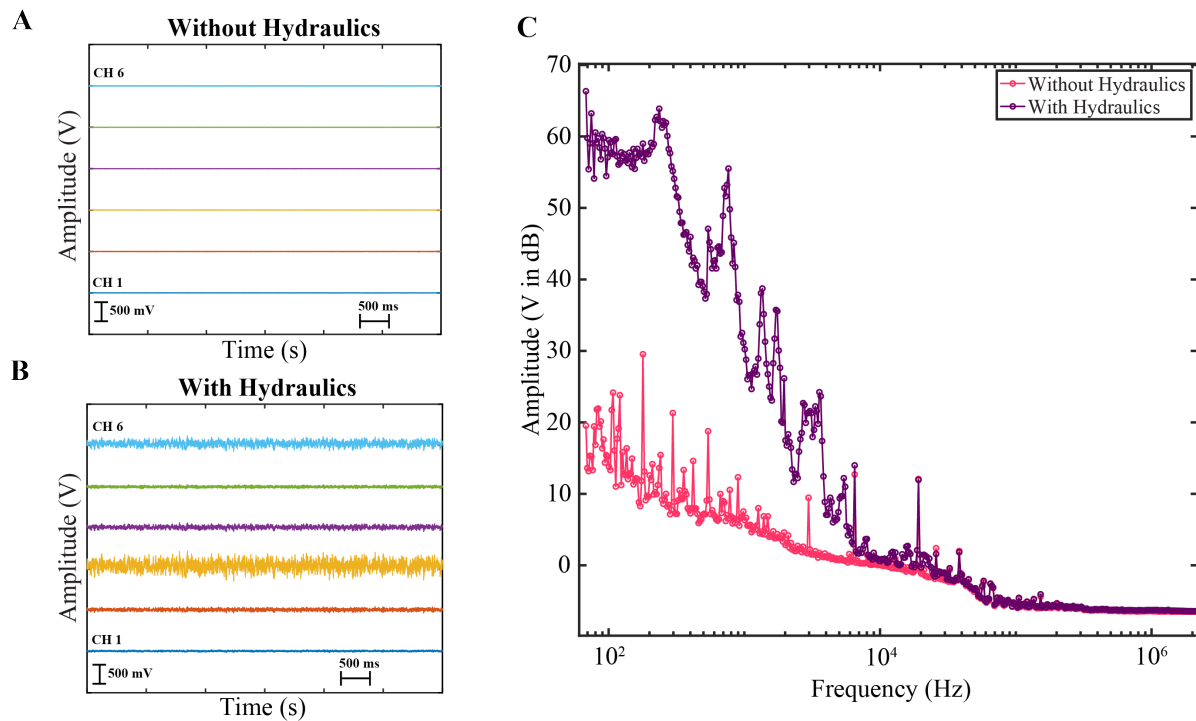 A
Without Hydraulics
CH 6
CH 1
500 mV
500 ms
Amplitude (V)
Time (s)
B
With Hydraulics
CH 6
CH 1
500 mV
500 ms
Amplitude (V)
Time (s)
C
70
60
50
40
30
20
10
0
Amplitude (V in dB)
Without Hydraulics
With Hydraulics
10²
10⁴
10⁶
Frequency (Hz)